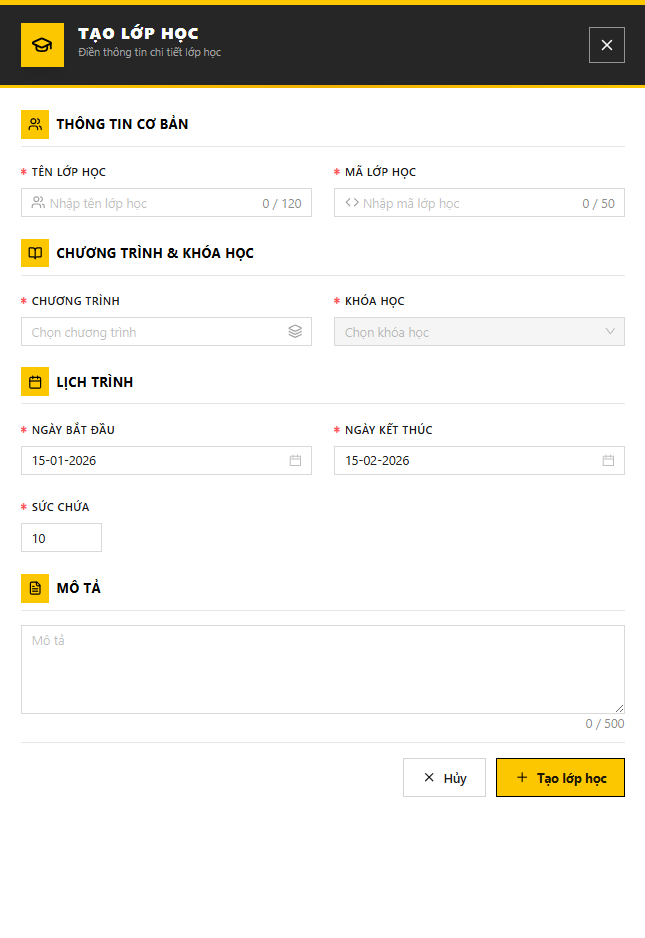 TẠO LỚP HỌC
Điền thông tin chi tiết lớp học
THÔNG TIN CƠ BẢN
* TÊN LỚP HỌC
* MÃ LỚP HỌC
Nhập tên lớp học 0 / 120
Nhập mã lớp học 0 / 50
CHƯƠNG TRÌNH & KHÓA HỌC
* CHƯƠNG TRÌNH
* KHÓA HỌC
Chọn chương trình
Chọn khóa học
LỊCH TRÌNH
* NGÀY BẮT ĐẦU
* NGÀY KẾT THÚC
15-01-2026
15-02-2026
* SỨC CHỨA
10
MÔ TẢ
Mô tả
0 / 500
Hủy
Tạo lớp học